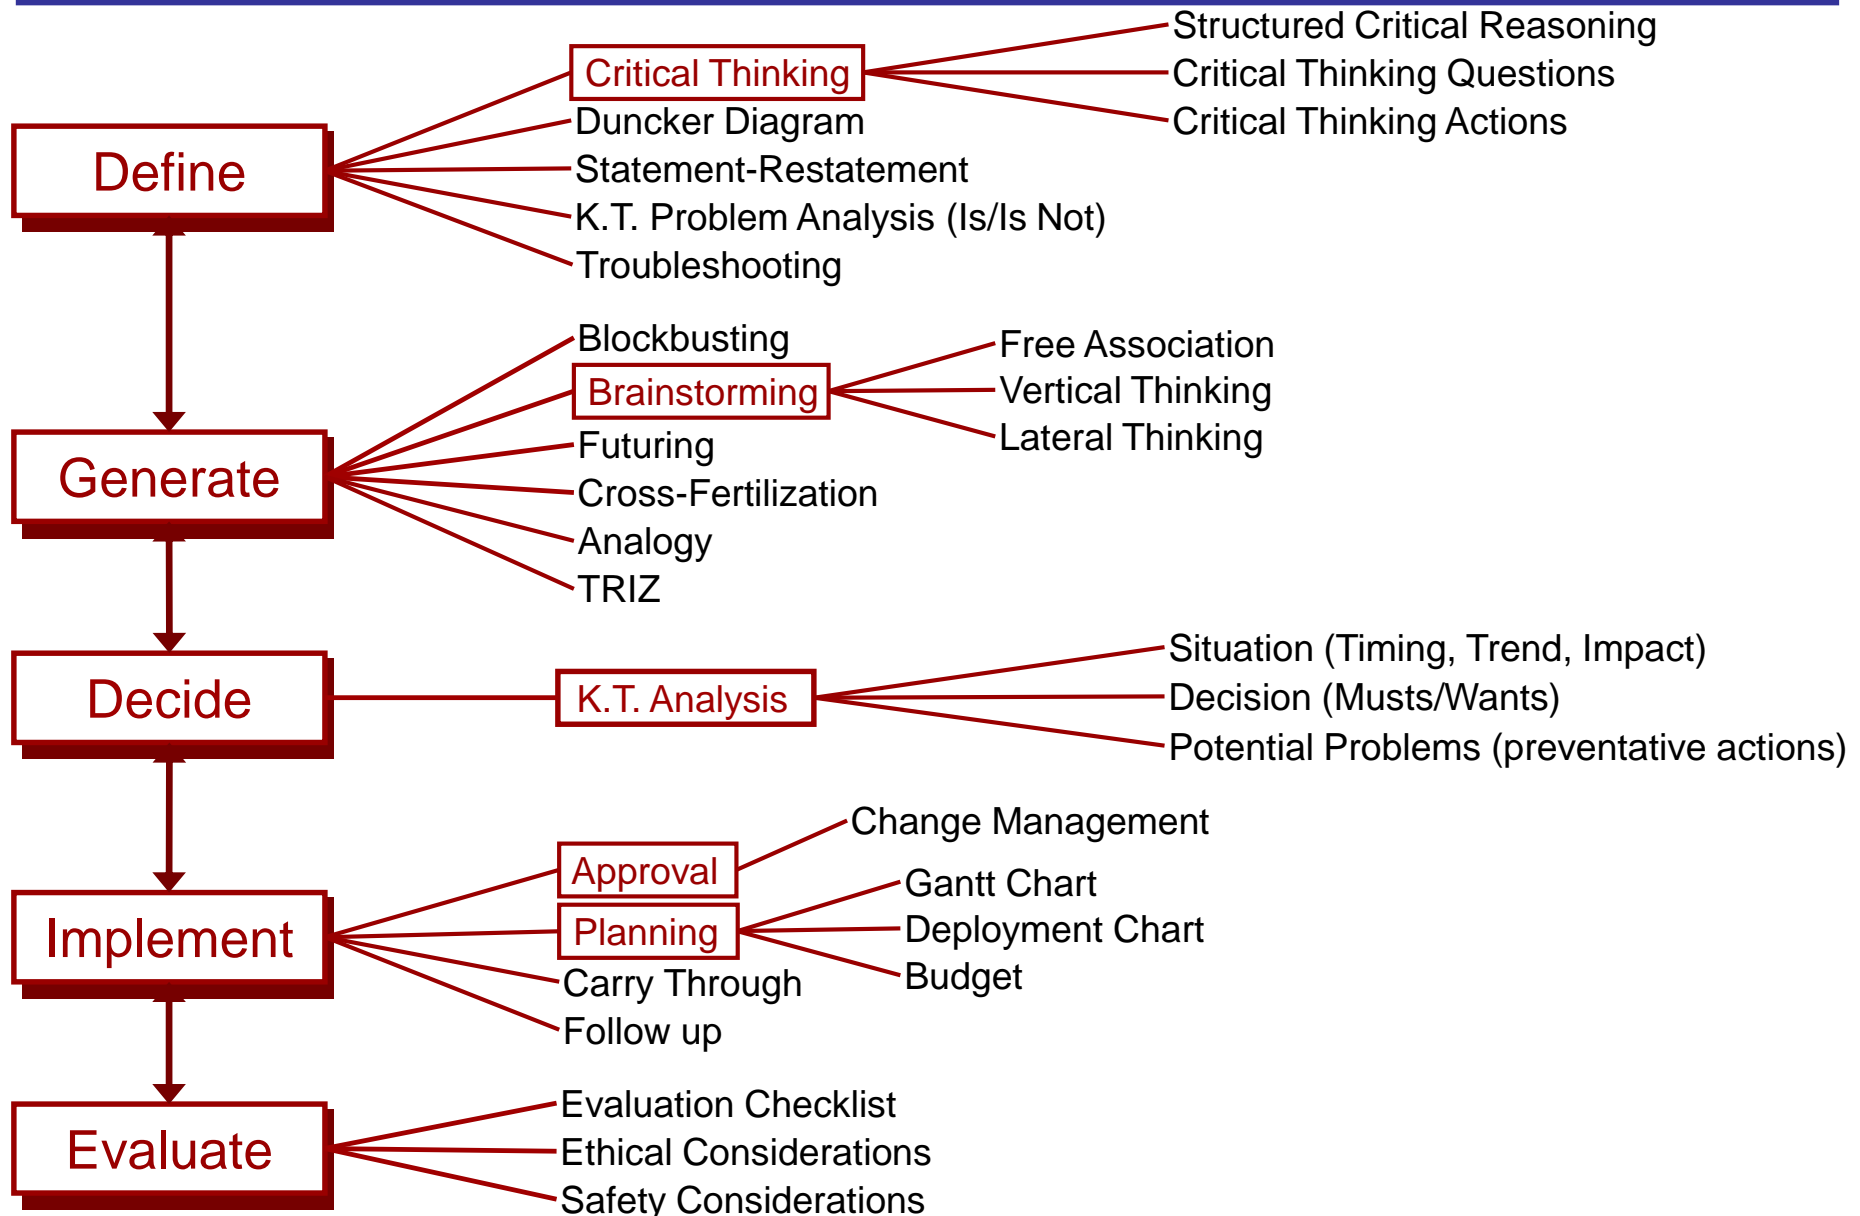 Structured Critical Reasoning
Critical Thinking
Critical Thinking Questions
Critical Thinking Actions
Define
Duncker Diagram
Statement-Restatement
K.T. Problem Analysis (Is/Is Not)
Troubleshooting
Blockbusting
Free Association
Brainstorming
Vertical Thinking
Lateral Thinking
Generate
Futuring
Cross-Fertilization
Analogy
TRIZ
Situation (Timing, Trend, Impact)
Decide
K.T. Analysis
Decision (Musts/Wants)
Potential Problems (preventative actions)
Change Management
Approval
Gantt Chart
Implement
Planning
Deployment Chart
Budget
Carry Through
Follow up
Evaluation Checklist
Evaluate
Ethical Considerations
Safety Considerations